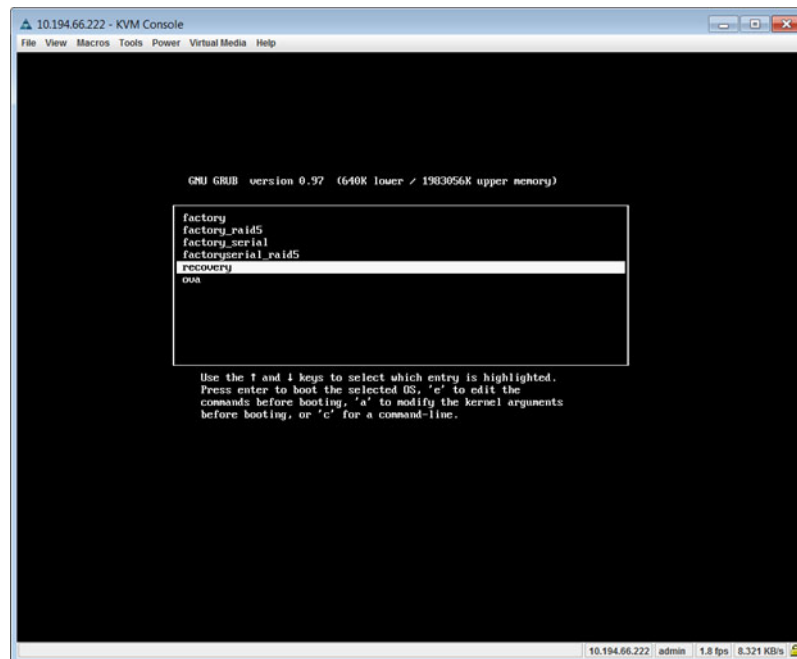 10.194.66.222 - KVM Console
File View Macros Tools Power Virtual Media Help
GNU GRUB version 0.97 (640K lower / 1983056K upper memory)
factory
factory_raid5
factory_serial
factoryserial_raid5
recovery
ova
Use the ↑ and ↓ keys to select which entry is highlighted.
Press enter to boot the selected OS, 'e' to edit the
commands before booting, 'a' to modify the kernel arguments
before booting, or 'c' for a command-line.
10.194.66.222 admin 1.8 fps 8.321 KB/s